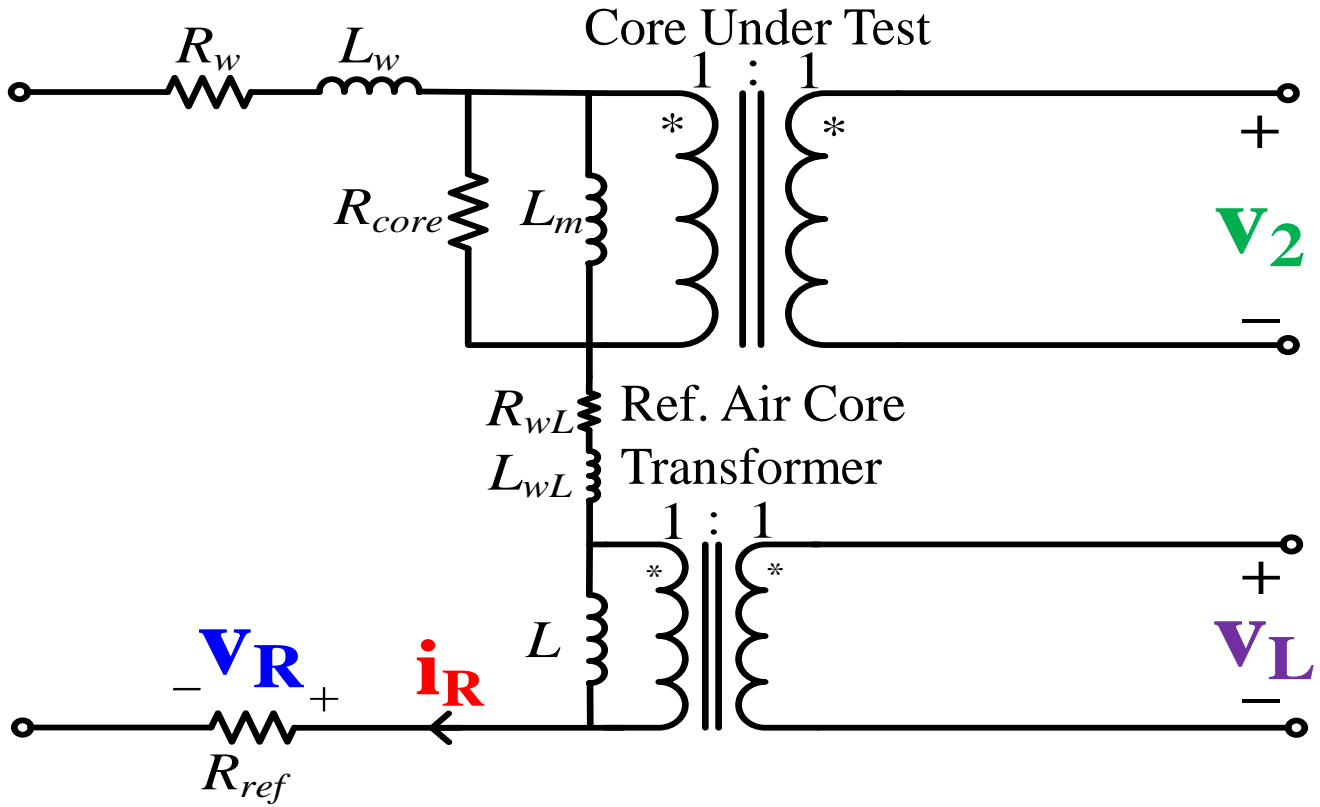 Core Under Test
R_w L_w 1 : 1
* *
+
R_core L_m v_2
−
R_wL Ref. Air Core
L_wL Transformer
1 : 1
* *
+
L v_L
v_R i_R
− + −
R_ref